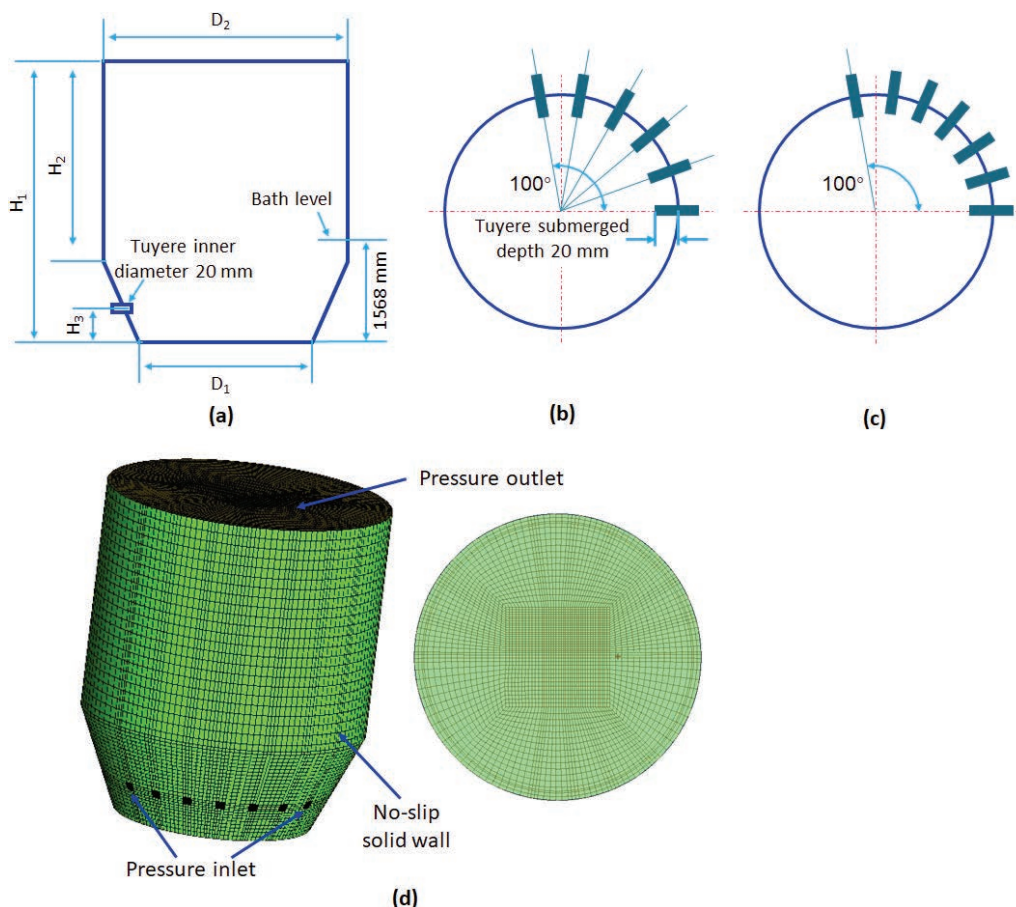 D₂
H₁
H₂
Bath level
Tuyere inner
diameter 20 mm
H₃
1568 mm
D₁
(a)
100°
Tuyere submerged
depth 20 mm
(b)
100°
(c)
Pressure outlet
No-slip
solid wall
Pressure inlet
(d)